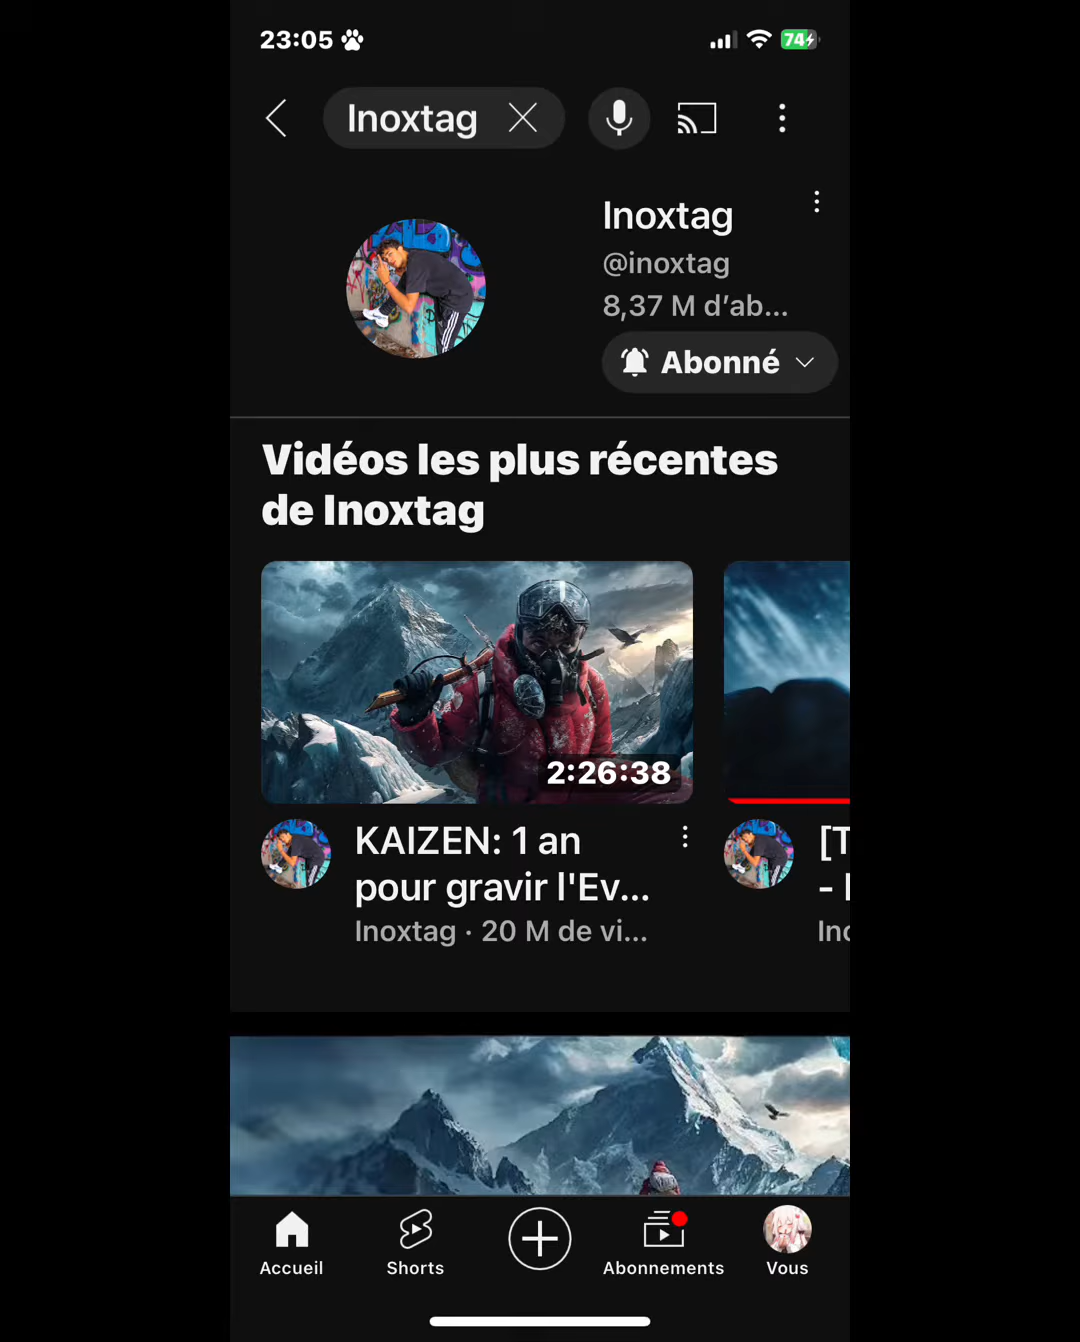 23:05
74
Inoxtag
Inoxtag
@inoxtag
8,37 M d’ab...
Abonné
Vidéos les plus récentes
de Inoxtag
2:26:38
KAIZEN: 1 an
pour gravir l'Ev...
Inoxtag · 20 M de vi...
[T
-
Ino
Accueil
Shorts
Abonnements
Vous